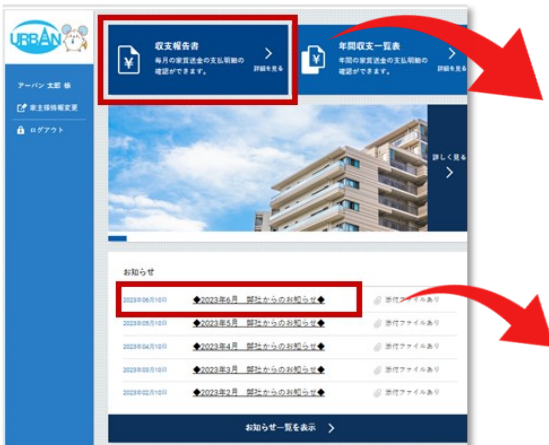 URBAN
アーバン 太郎 様
家主様情報変更
ログアウト
収支報告書
毎月の家賃送金の支払明細の
確認ができます。
詳細を見る
年間収支一覧表
年間の家賃送金の支払明細の
確認ができます。
詳細を見る
詳しく見る
お知らせ
2023年06月10日 ◆2023年6月 弊社からのお知らせ◆ 添付ファイルあり
2023年05月10日 ◆2023年5月 弊社からのお知らせ◆ 添付ファイルあり
2023年04月10日 ◆2023年4月 弊社からのお知らせ◆ 添付ファイルあり
2023年03月10日 ◆2023年3月 弊社からのお知らせ◆ 添付ファイルあり
2023年02月10日 ◆2023年2月 弊社からのお知らせ◆ 添付ファイルあり
お知らせ一覧を表示